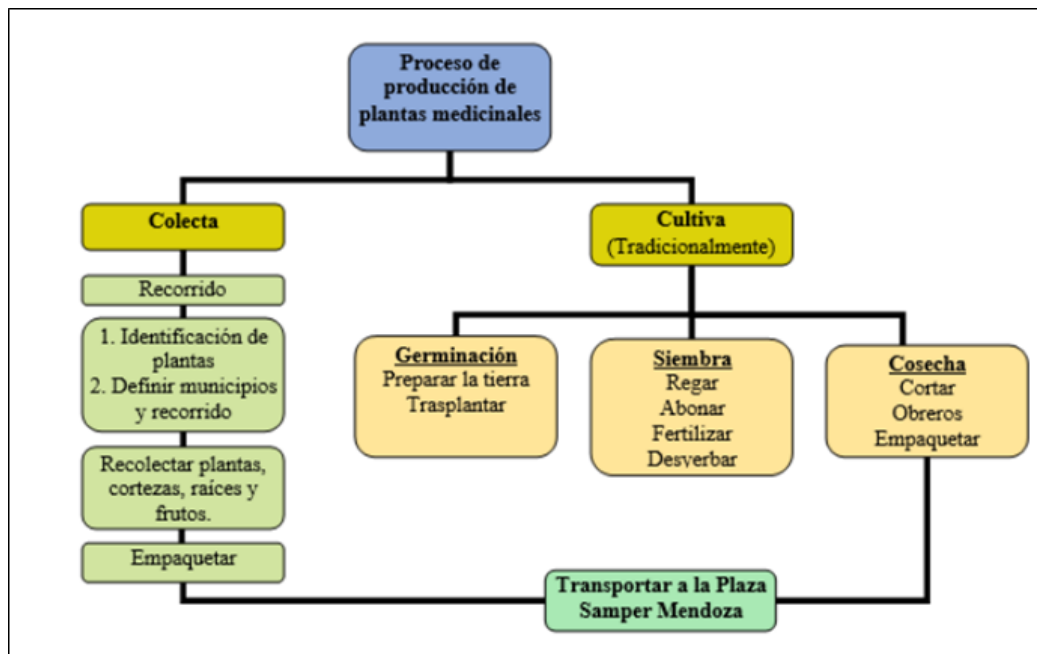 Proceso de
producción de
plantas medicinales
Colecta
Recorrido
1. Identificación de
plantas
2. Definir municipios
y recorrido
Recolectar plantas,
cortezas, raíces y
frutos.
Empaquetar
Cultiva
(Tradicionalmente)
Germinación
Preparar la tierra
Trasplantar
Siembra
Regar
Abonar
Fertilizar
Desyerbar
Cosecha
Cortar
Obreros
Empaquetar
Transportar a la Plaza
Samper Mendoza